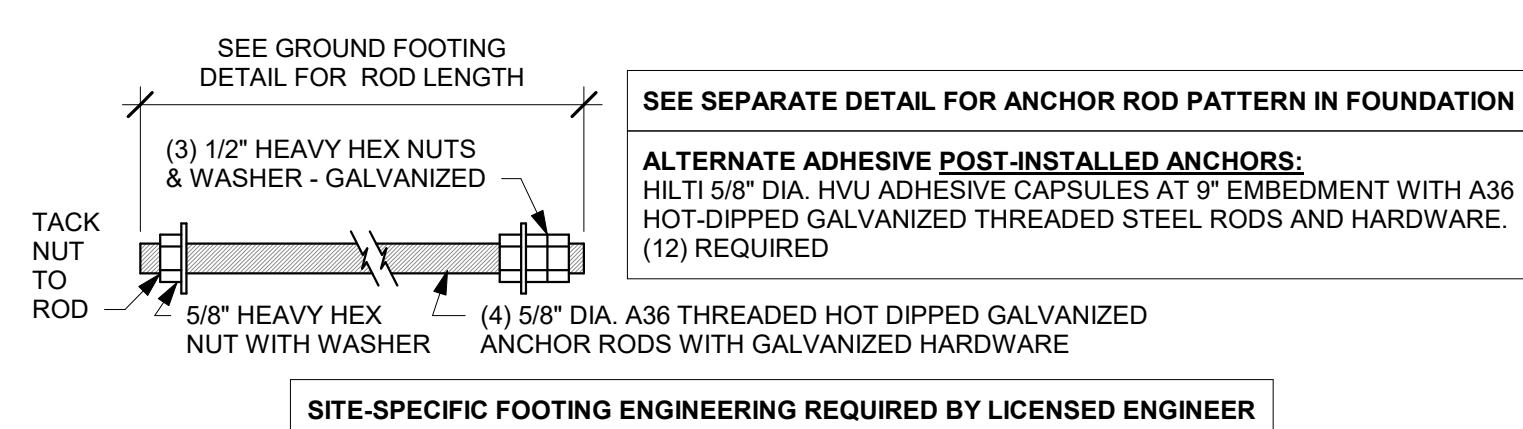 SEE GROUND FOOTING
DETAIL FOR ROD LENGTH
(3) 1/2" HEAVY HEX NUTS
& WASHER - GALVANIZED
TACK
NUT
TO
ROD
5/8" HEAVY HEX
NUT WITH WASHER
(4) 5/8" DIA. A36 THREADED HOT DIPPED GALVANIZED
ANCHOR RODS WITH GALVANIZED HARDWARE
SEE SEPARATE DETAIL FOR ANCHOR ROD PATTERN IN FOUNDATION
ALTERNATE ADHESIVE POST-INSTALLED ANCHORS:
HILTI 5/8" DIA. HVU ADHESIVE CAPSULES AT 9" EMBEDMENT WITH A36
HOT-DIPPED GALVANIZED THREADED STEEL RODS AND HARDWARE.
(12) REQUIRED
SITE-SPECIFIC FOOTING ENGINEERING REQUIRED BY LICENSED ENGINEER